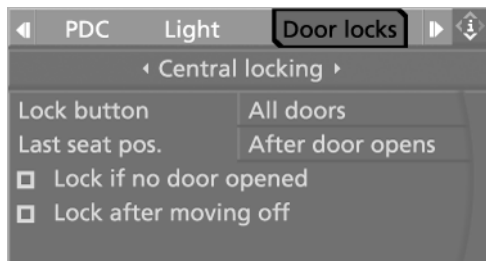 PDC Light Door locks
Central locking
Lock button All doors
Last seat pos. After door opens
Lock if no door opened
Lock after moving off